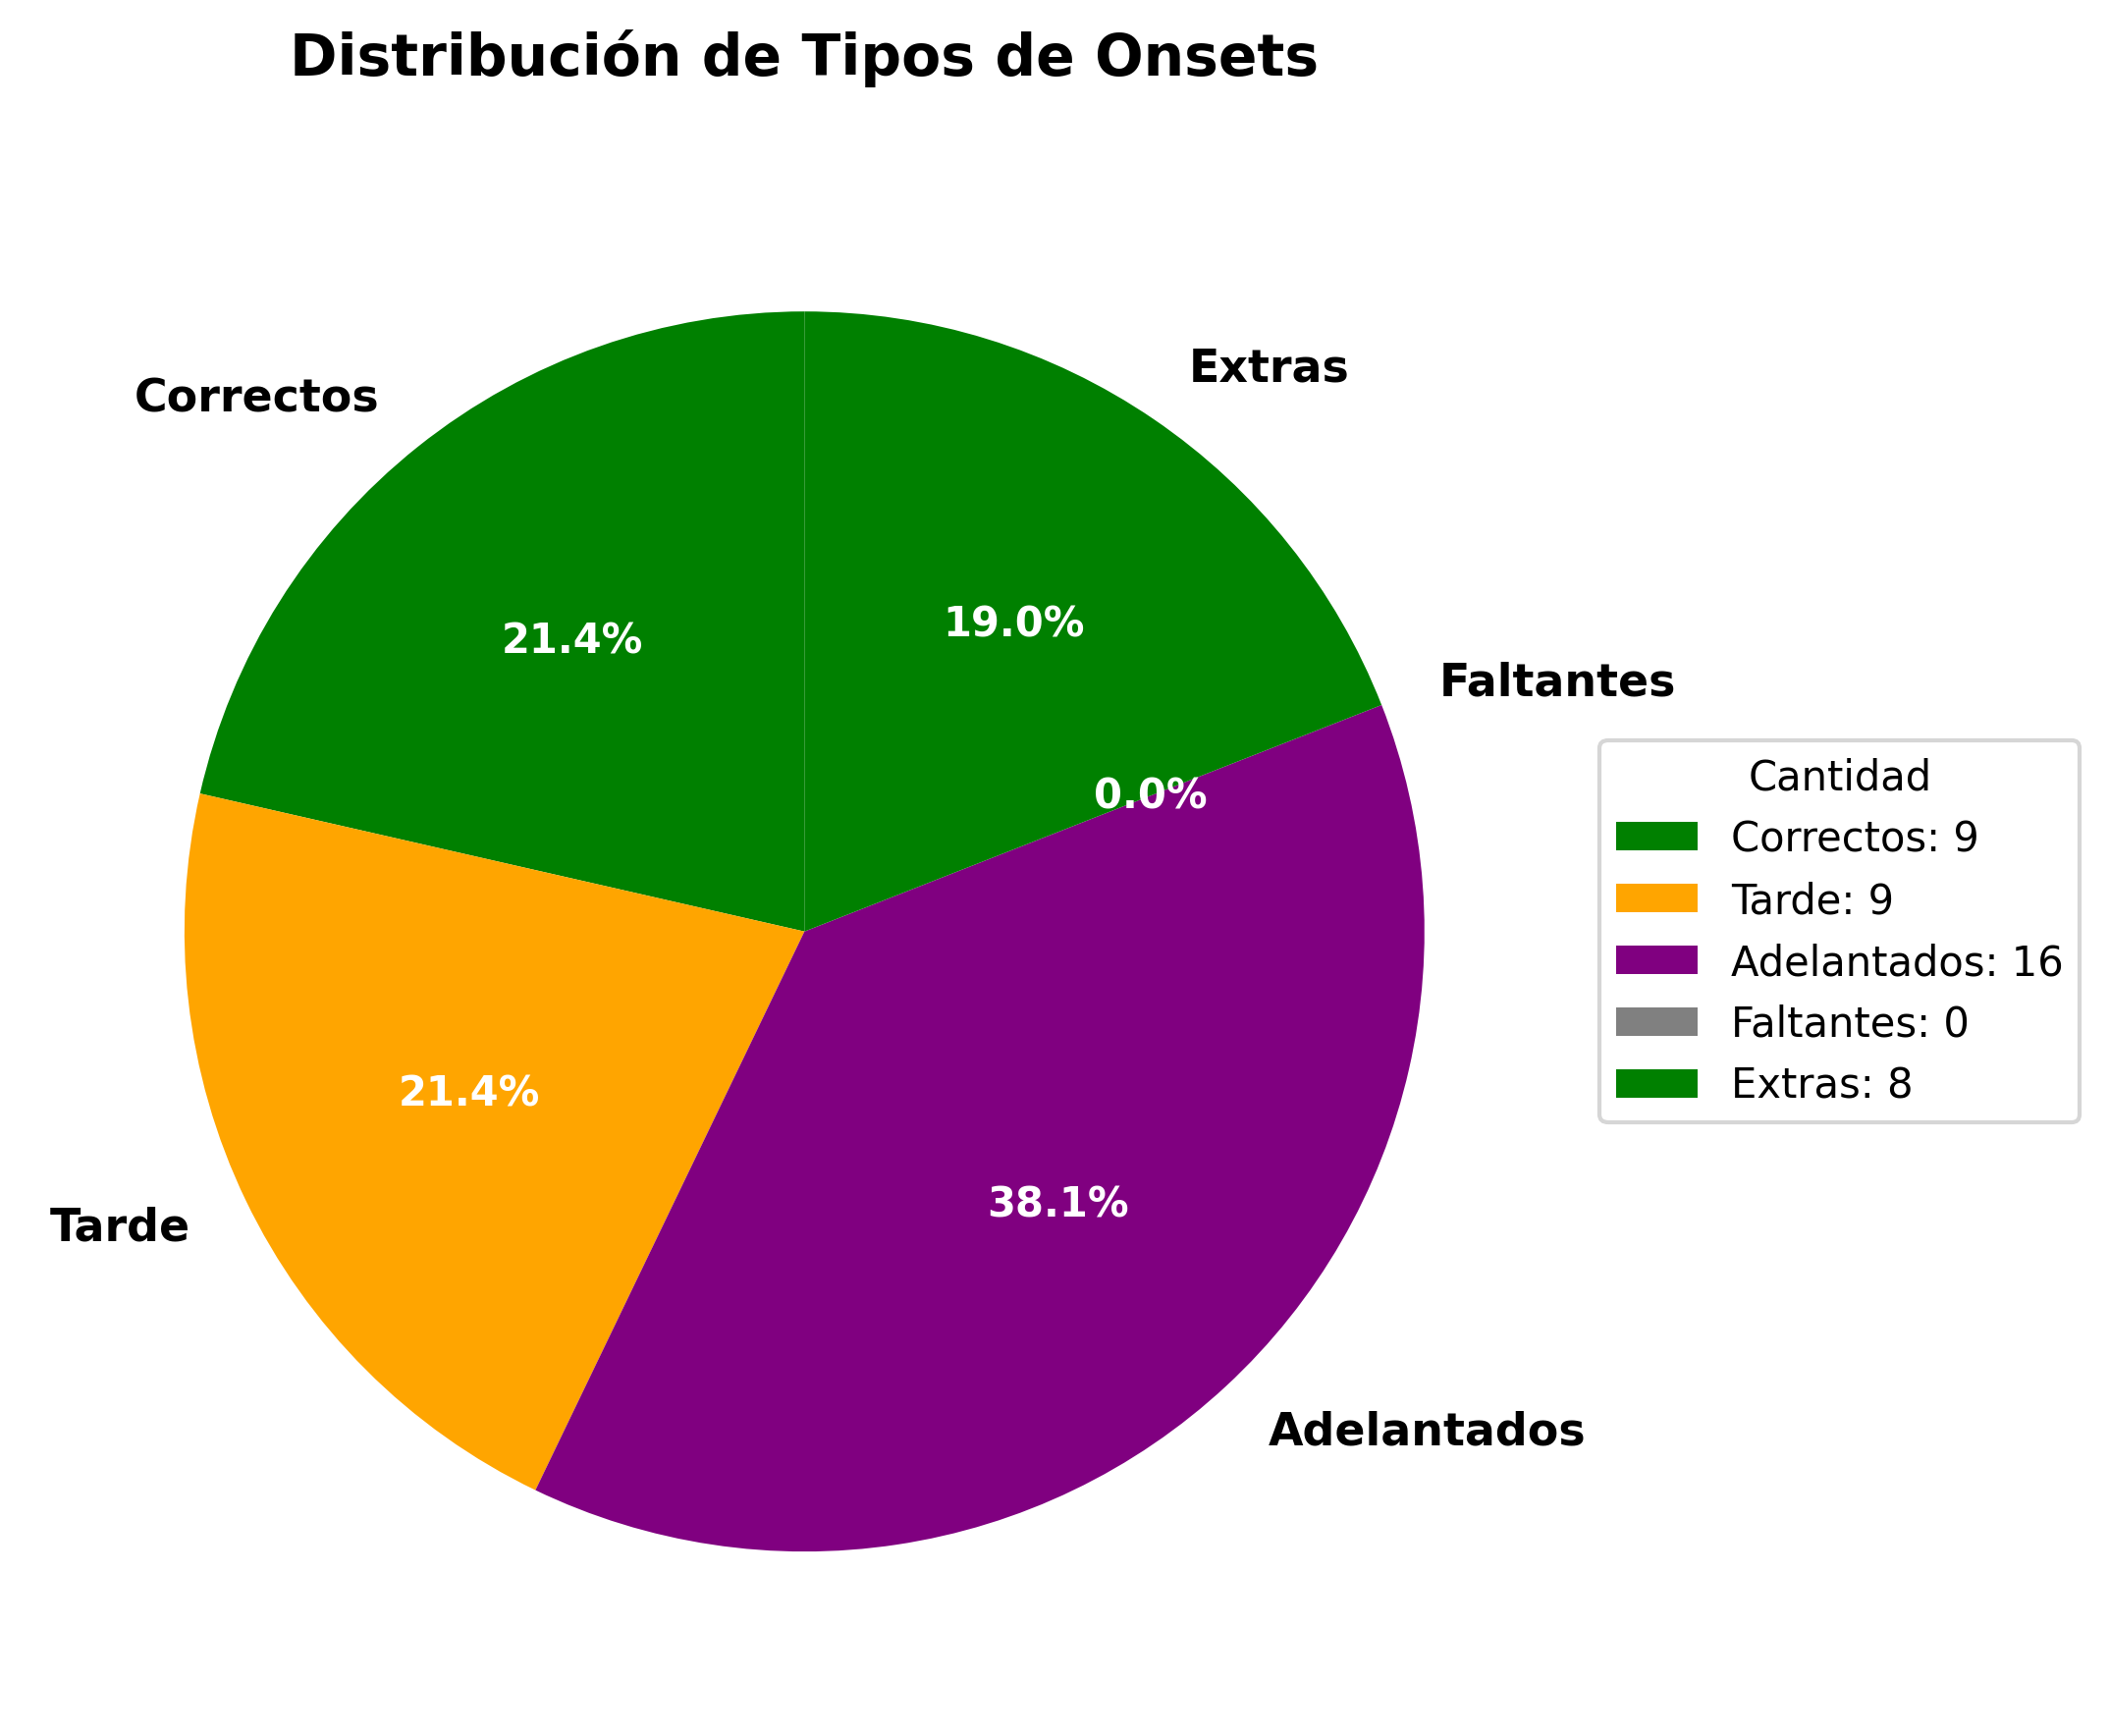 Distribución de Tipos de Onsets
Extras
Correctos
19.0%
21.4%
Faltantes
0.0%
Cantidad
Correctos: 9
Tarde: 9
Adelantados: 16
Faltantes: 0
Extras: 8
21.4%
38.1%
Tarde
Adelantados